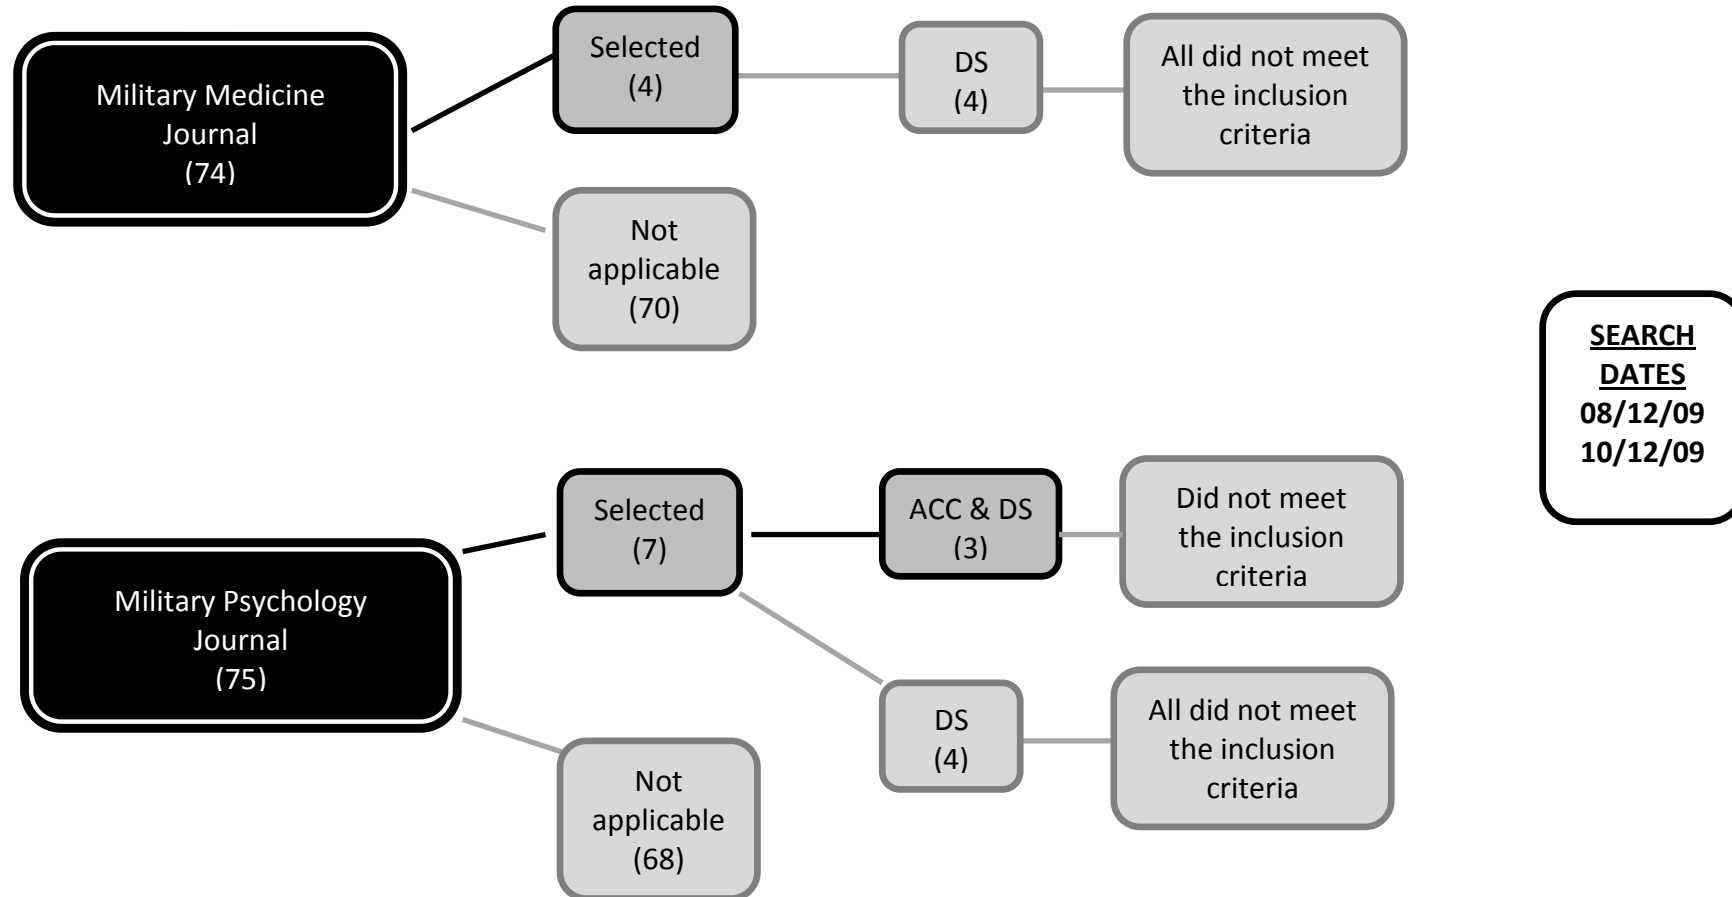 Military Medicine
Journal
(74)
Selected
(4)
DS
(4)
All did not meet
the inclusion
criteria
Not
applicable
(70)
SEARCH
DATES
08/12/09
10/12/09
Military Psychology
Journal
(75)
Selected
(7)
ACC & DS
(3)
Did not meet
the inclusion
criteria
DS
(4)
All did not meet
the inclusion
criteria
Not
applicable
(68)